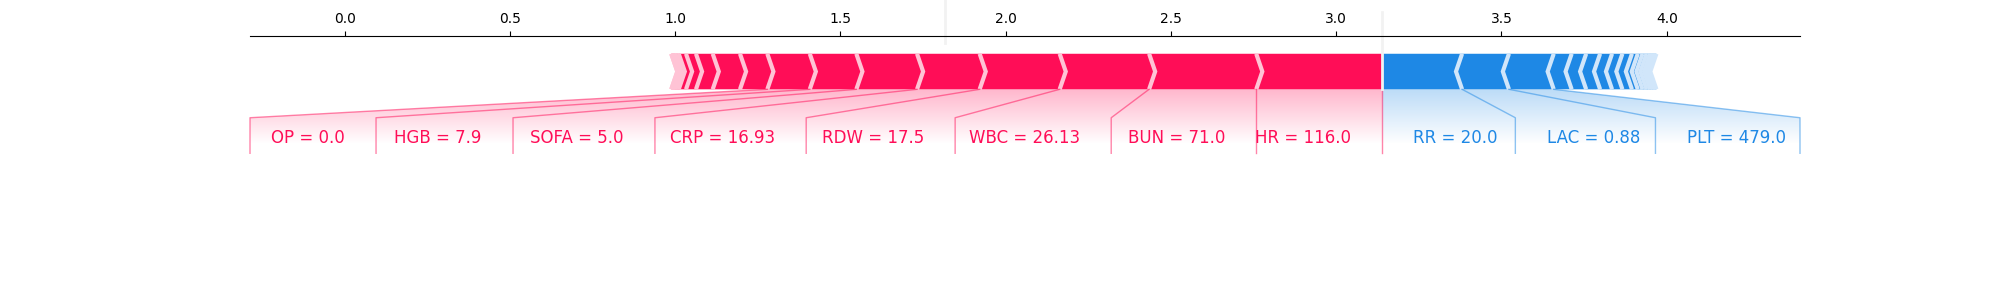 0.0 0.5 1.0 1.5 2.0 2.5 3.0 3.5 4.0
OP = 0.0 HGB = 7.9 SOFA = 5.0 CRP = 16.93 RDW = 17.5 WBC = 26.13 BUN = 71.0 HR = 116.0 RR = 20.0 LAC = 0.88 PLT = 479.0